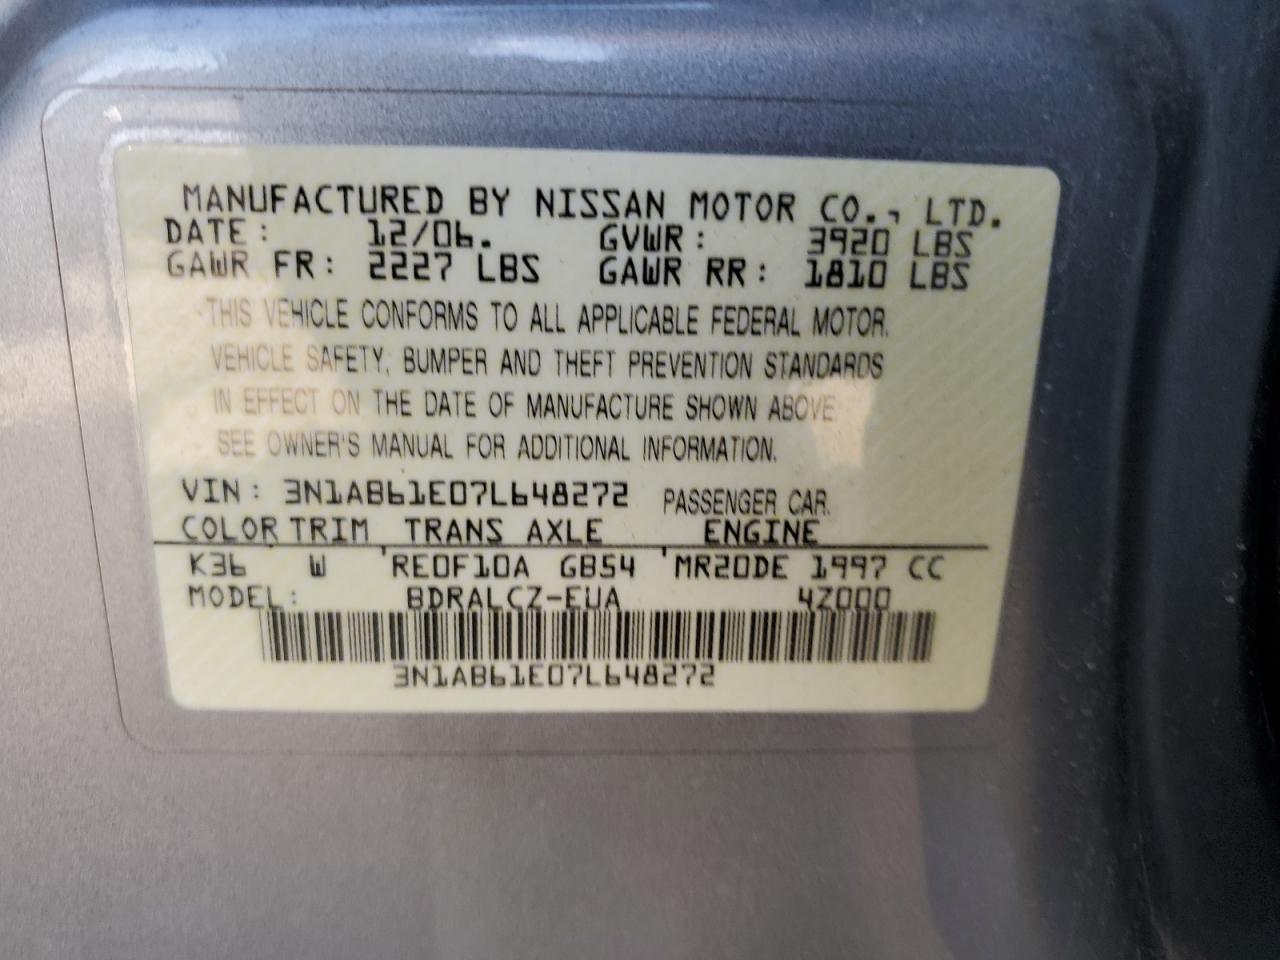 MANUFACTURED BY NISSAN MOTOR CO., LTD.
DATE: 12/06. GVWR: 3920 LBS
GAWR FR: 2227 LBS GAWR RR: 1810 LBS
THIS VEHICLE CONFORMS TO ALL APPLICABLE FEDERAL MOTOR
VEHICLE SAFETY, BUMPER AND THEFT PREVENTION STANDARDS
IN EFFECT ON THE DATE OF MANUFACTURE SHOWN ABOVE
SEE OWNER'S MANUAL FOR ADDITIONAL INFORMATION.
VIN: 3N1AB61E07L648272 PASSENGER CAR.
COLOR TRIM TRANS AXLE ENGINE
K36 W RE0F10A GB54 MR20DE 1997 CC
MODEL: BDRALCZ-EUA 4Z000
3N1AB61E07L648272